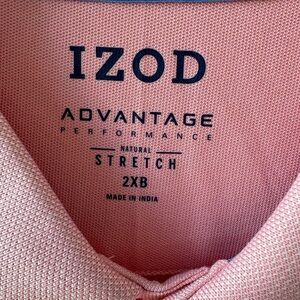 IZOD
ADVANTAGE
PERFORMANCE
NATURAL
STRETCH
2XB
MADE IN INDIA